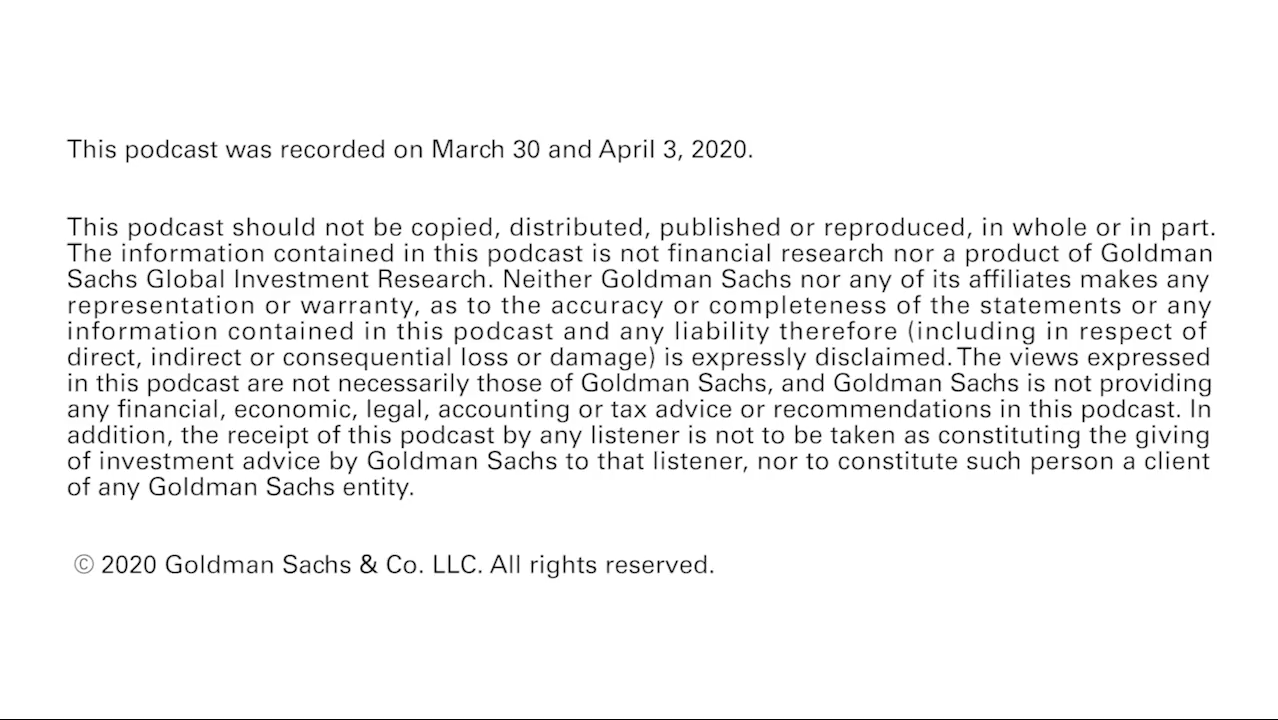 This podcast was recorded on March 30 and April 3, 2020.
This podcast should not be copied, distributed, published or reproduced, in whole or in part.
The information contained in this podcast is not financial research nor a product of Goldman
Sachs Global Investment Research. Neither Goldman Sachs nor any of its affiliates makes any
representation or warranty, as to the accuracy or completeness of the statements or any
information contained in this podcast and any liability therefore (including in respect of
direct, indirect or consequential loss or damage) is expressly disclaimed. The views expressed
in this podcast are not necessarily those of Goldman Sachs, and Goldman Sachs is not providing
any financial, economic, legal, accounting or tax advice or recommendations in this podcast. In
addition, the receipt of this podcast by any listener is not to be taken as constituting the giving
of investment advice by Goldman Sachs to that listener, nor to constitute such person a client
of any Goldman Sachs entity.
© 2020 Goldman Sachs & Co. LLC. All rights reserved.